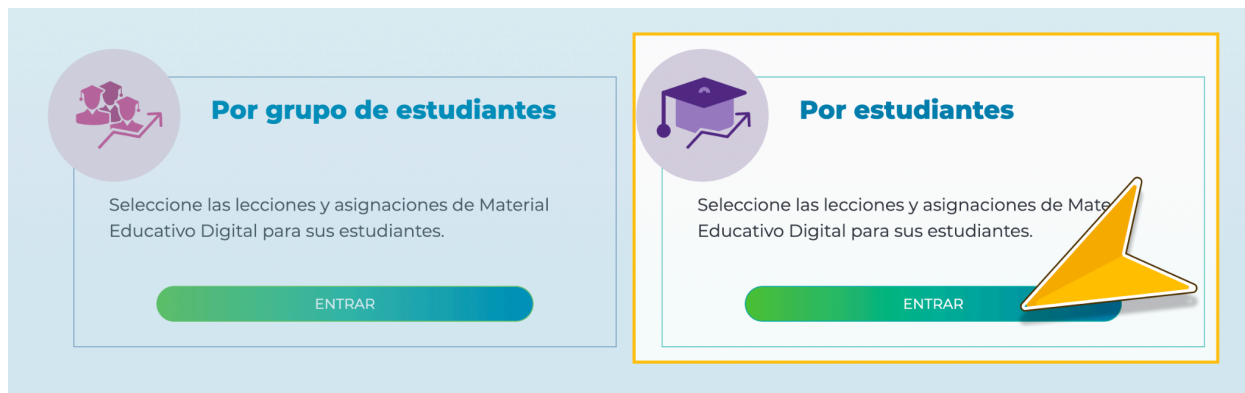 Por grupo de estudiantes
Seleccione las lecciones y asignaciones de Material
Educativo Digital para sus estudiantes.
ENTRAR
Por estudiantes
Seleccione las lecciones y asignaciones de Mate
Educativo Digital para sus estudiantes.
ENTRAR